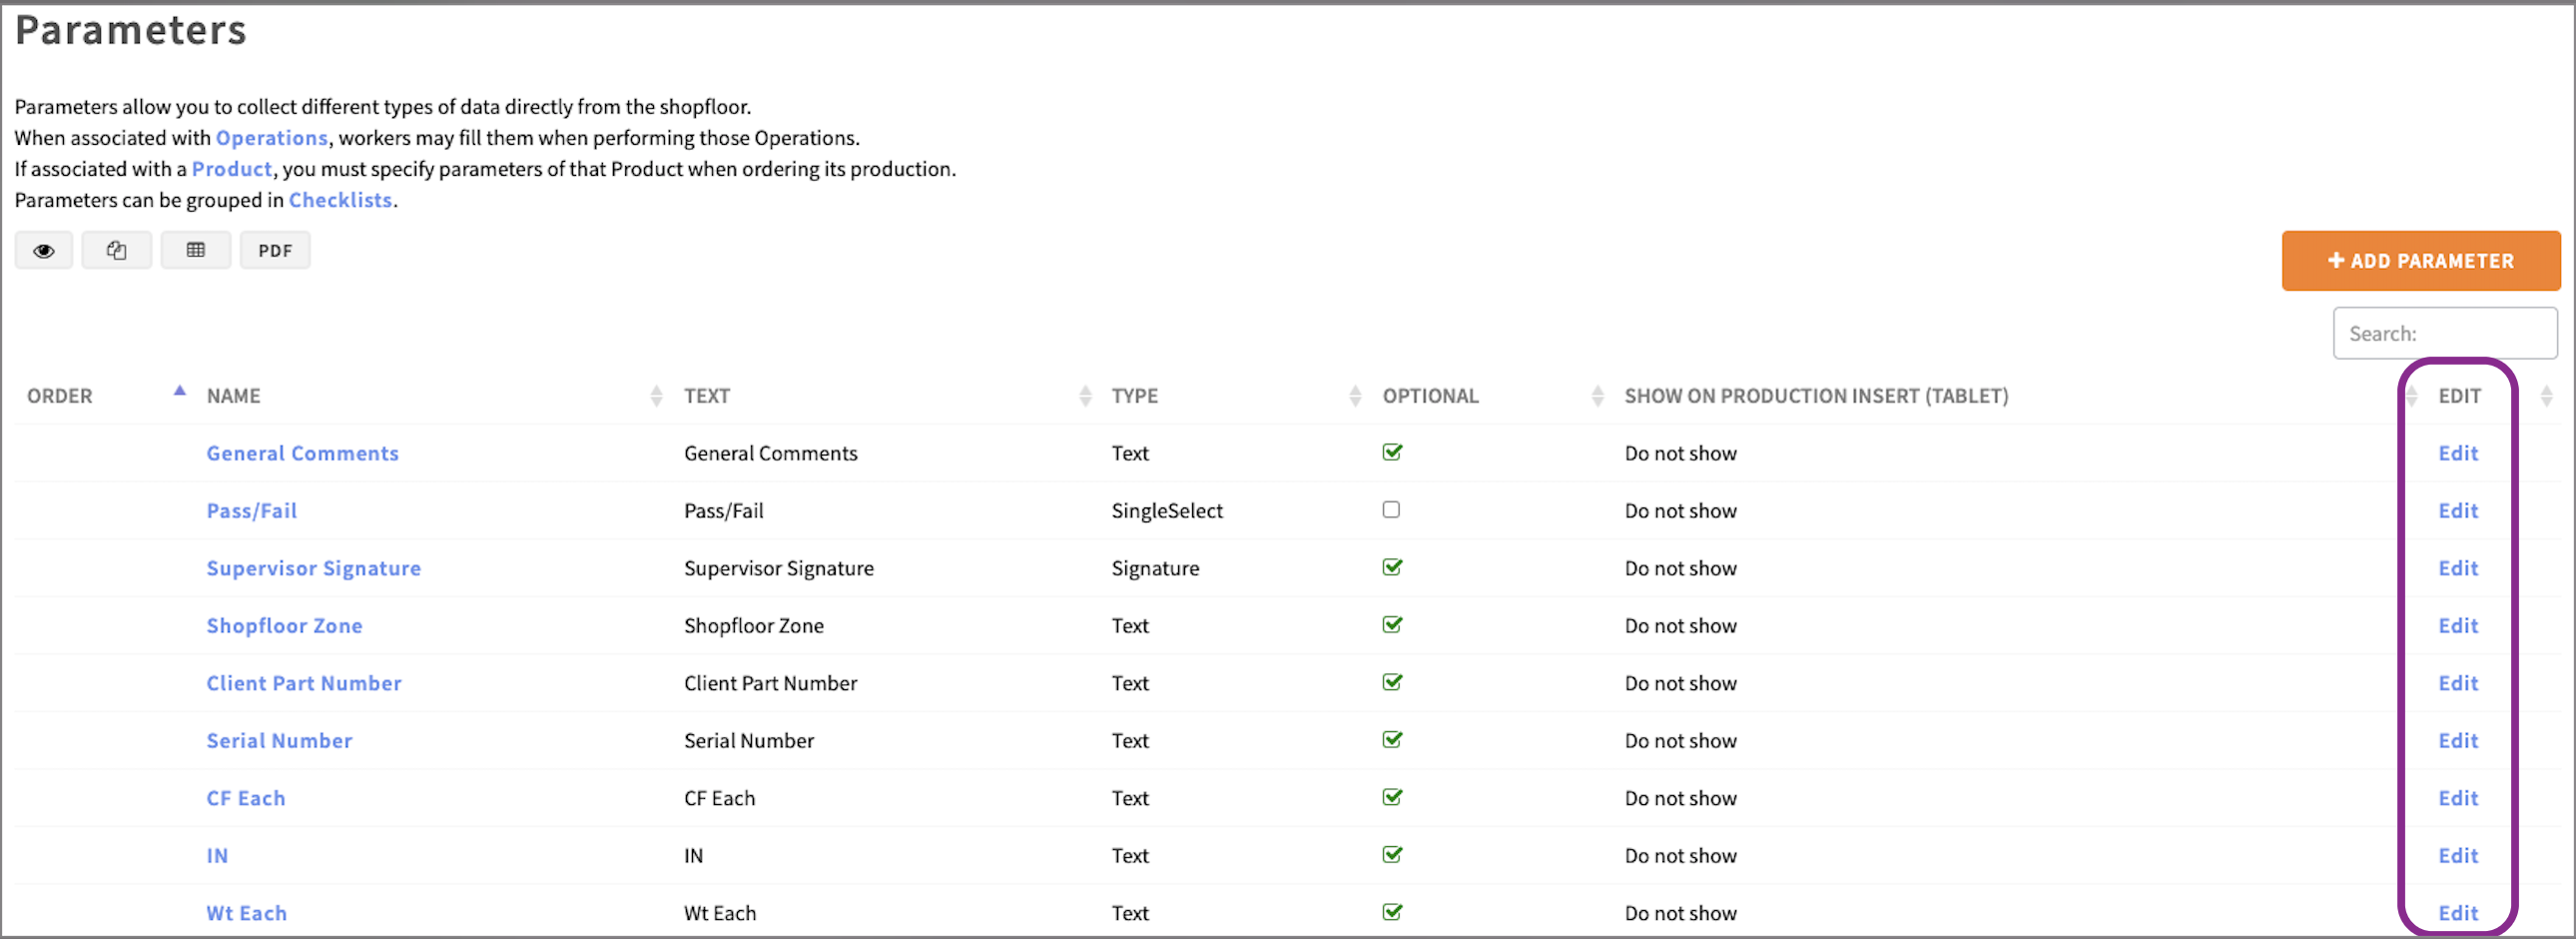 Parameters
Parameters allow you to collect different types of data directly from the shopfloor.
When associated with Operations, workers may fill them when performing those Operations.
If associated with a Product, you must specify parameters of that Product when ordering its production.
Parameters can be grouped in Checklists.
PDF
+ ADD PARAMETER
Search:
ORDER NAME TEXT TYPE OPTIONAL SHOW ON PRODUCTION INSERT (TABLET) EDIT
General Comments General Comments Text Do not show Edit
Pass/Fail Pass/Fail SingleSelect Do not show Edit
Supervisor Signature Supervisor Signature Signature Do not show Edit
Shopfloor Zone Shopfloor Zone Text Do not show Edit
Client Part Number Client Part Number Text Do not show Edit
Serial Number Serial Number Text Do not show Edit
CF Each CF Each Text Do not show Edit
IN IN Text Do not show Edit
Wt Each Wt Each Text Do not show Edit